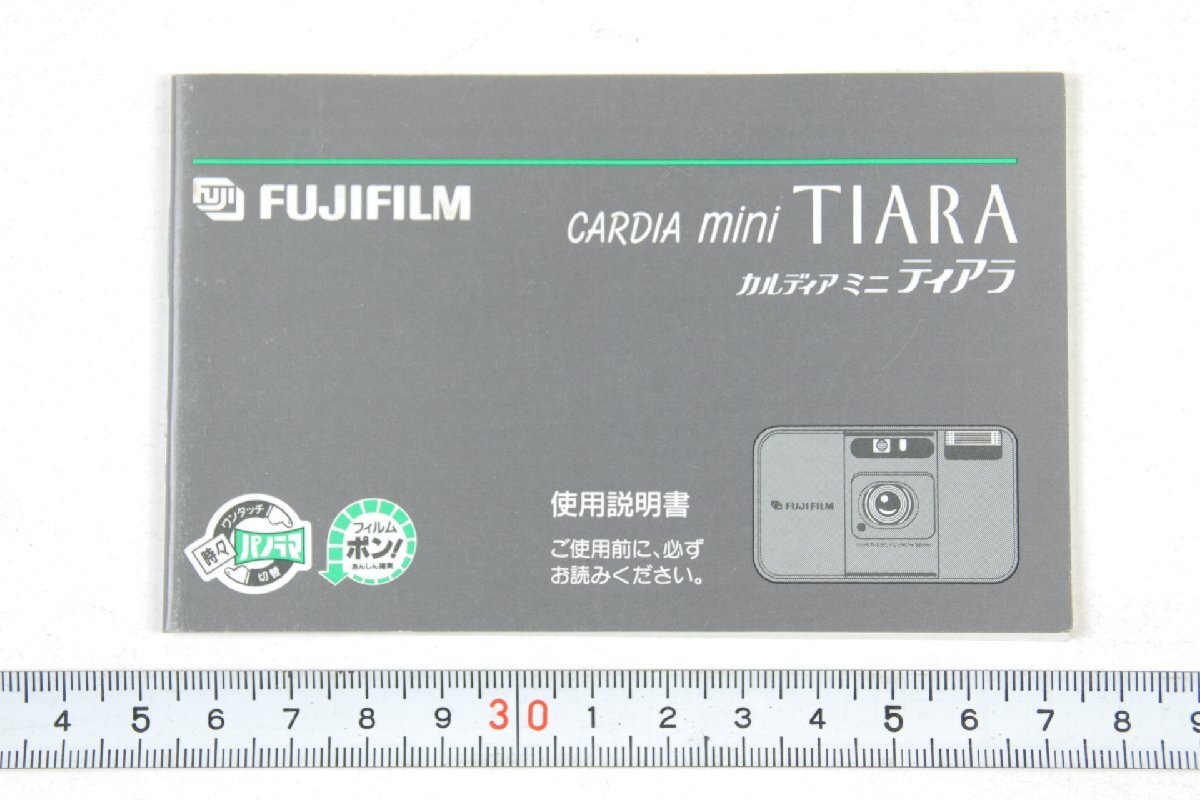 FUJI FUJIFILM
CARDIA mini TIARA
カルディア ミニ ティアラ
使用説明書
ご使用前に、必ず
お読みください。
ワンタッチ
時々 パノラマ
切替
フィルム
ポン!
あんしん確実
FUJIFILM
4 5 6 7 8 9 30 1 2 3 4 5 6 7 8 9